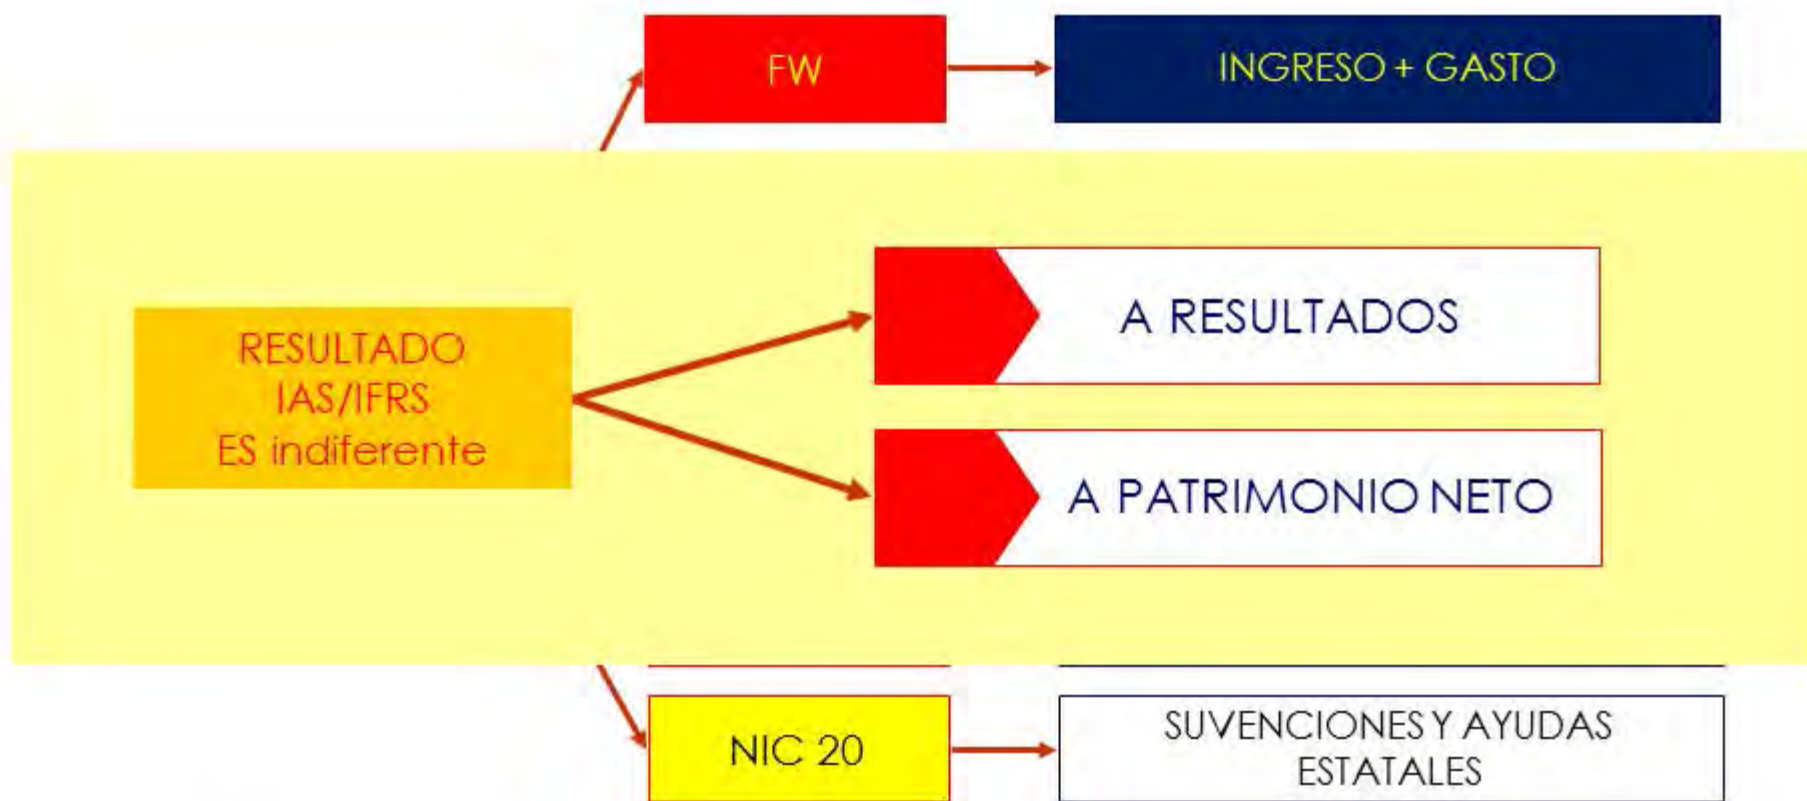 FW
INGRESO + GASTO
RESULTADO
IAS/IFRS
ES indiferente
A RESULTADOS
A PATRIMONIO NETO
NIC 20
SUVENCIONES Y AYUDAS
ESTATALES